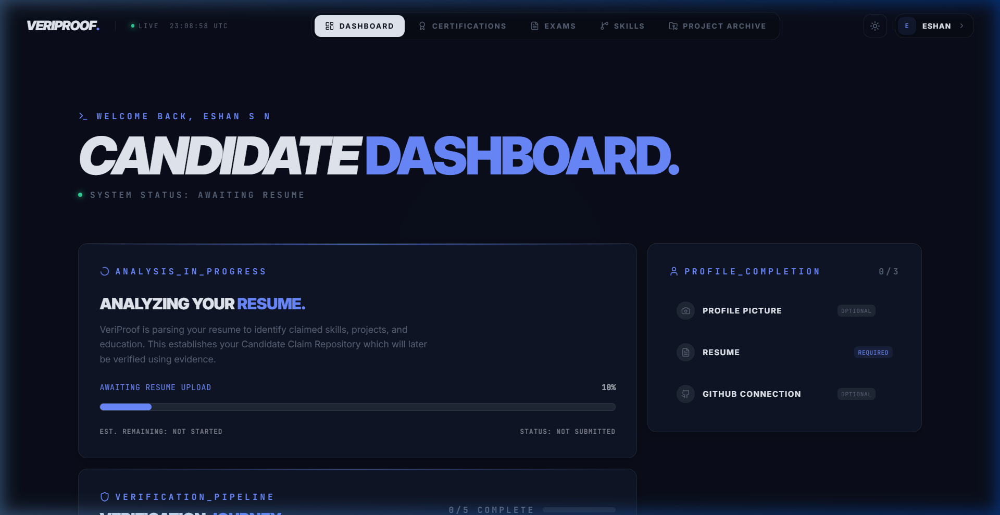 VERIPROOF.
LIVE 23:08:58 UTC
DASHBOARD
CERTIFICATIONS
EXAMS
SKILLS
PROJECT ARCHIVE
E
ESHAN
WELCOME BACK, ESHAN S N
CANDIDATE DASHBOARD.
SYSTEM STATUS: AWAITING RESUME
ANALYSIS_IN_PROGRESS
ANALYZING YOUR RESUME.
VeriProof is parsing your resume to identify claimed skills, projects, and
education. This establishes your Candidate Claim Repository which will later
be verified using evidence.
AWAITING RESUME UPLOAD
10%
EST. REMAINING: NOT STARTED
STATUS: NOT SUBMITTED
PROFILE_COMPLETION
0/3
PROFILE PICTURE
OPTIONAL
RESUME
REQUIRED
GITHUB CONNECTION
OPTIONAL
VERIFICATION_PIPELINE
0/5 COMPLETE
VERIFICATION JOURNEY